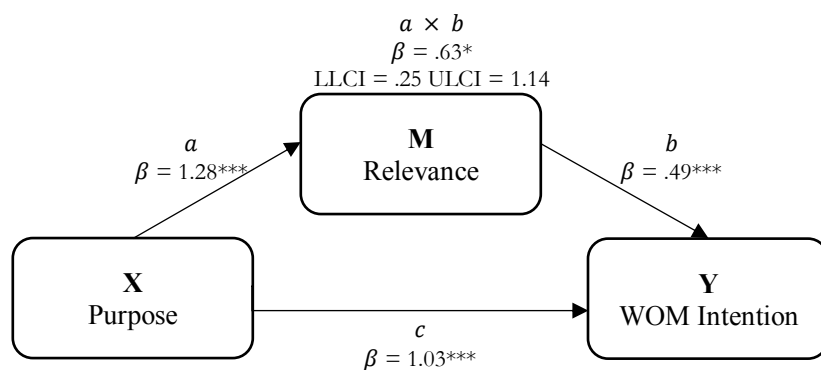 𝑎 × 𝑏
𝛽 = .63*
LLCI = .25 ULCI = 1.14
M
Relevance
𝑎
𝛽 = 1.28***
𝑏
𝛽 = .49***
X
Purpose
Y
WOM Intention
𝑐
𝛽 = 1.03***